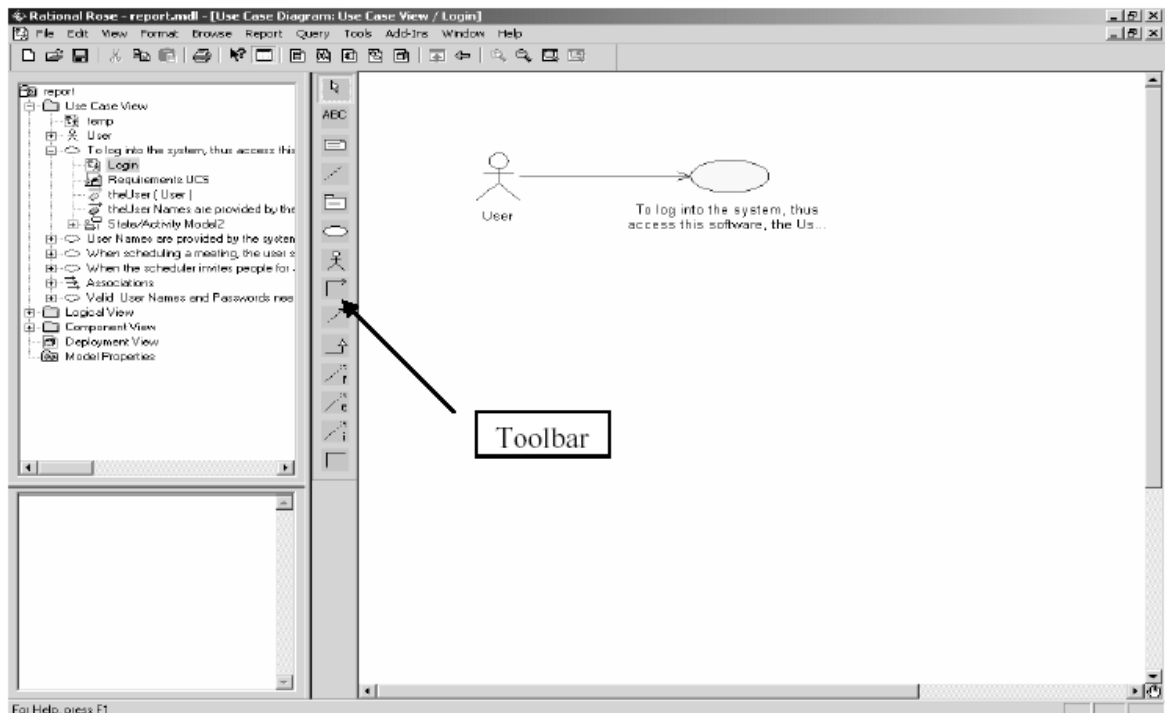 Rational Rose - report.mdl - [Use Case Diagram: Use Case View / Login]
File Edit View Format Browse Report Query Tools Add-Ins Window Help
report
Use Case View
temp
User
To log into the system, thus access this
Login
Requirements UCS
theUser { User }
theUser Names are provided by the
State/Activity Model2
User Names are provided by the system
When scheduling a meeting, the user s
When the scheduler invites people for
Associations
Valid User Names and Passwords nee
Logical View
Component View
Deployment View
Model Properties
ABC
User
To log into the system, thus
access this software, the Us...
Toolbar
For Help, press F1